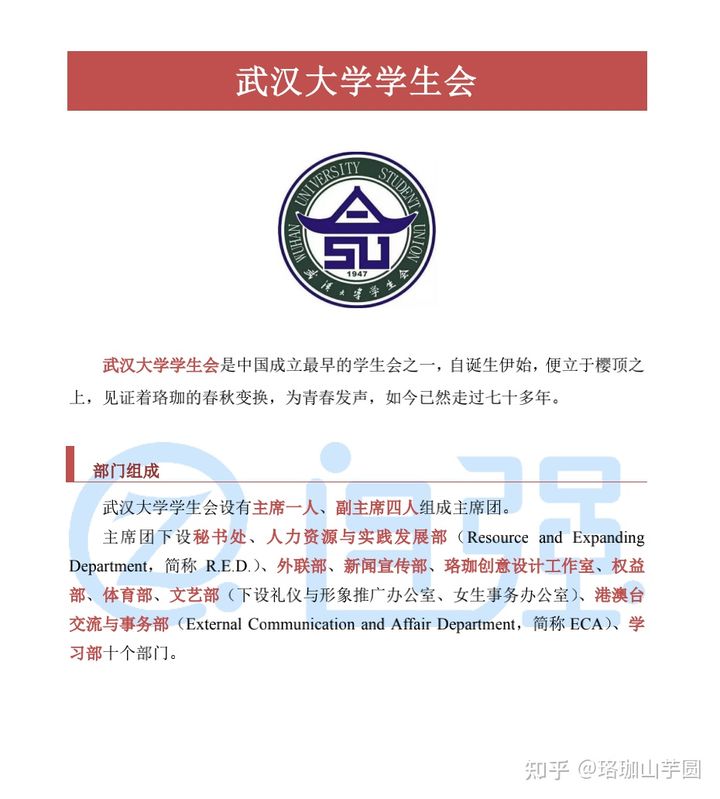 武汉大学学生会
WUHAN UNIVERSITY STUDENT UNION
SU
1947
武汉大学学生会
武汉大学学生会是中国成立最早的学生会之一，自诞生伊始，便立于樱顶之
上，见证着珞珈的春秋变换，为青春发声，如今已然走过七十多年。
部门组成
武汉大学学生会设有主席一人、副主席四人组成主席团。
主席团下设秘书处、人力资源与实践发展部（Resource and Expanding
Department，简称 R.E.D.）、外联部、新闻宣传部、珞珈创意设计工作室、权益
部、体育部、文艺部（下设礼仪与形象推广办公室、女生事务办公室）、港澳台
交流与事务部（External Communication and Affair Department，简称 ECA）、学
习部十个部门。
自强
知乎 @珞珈山芋圆